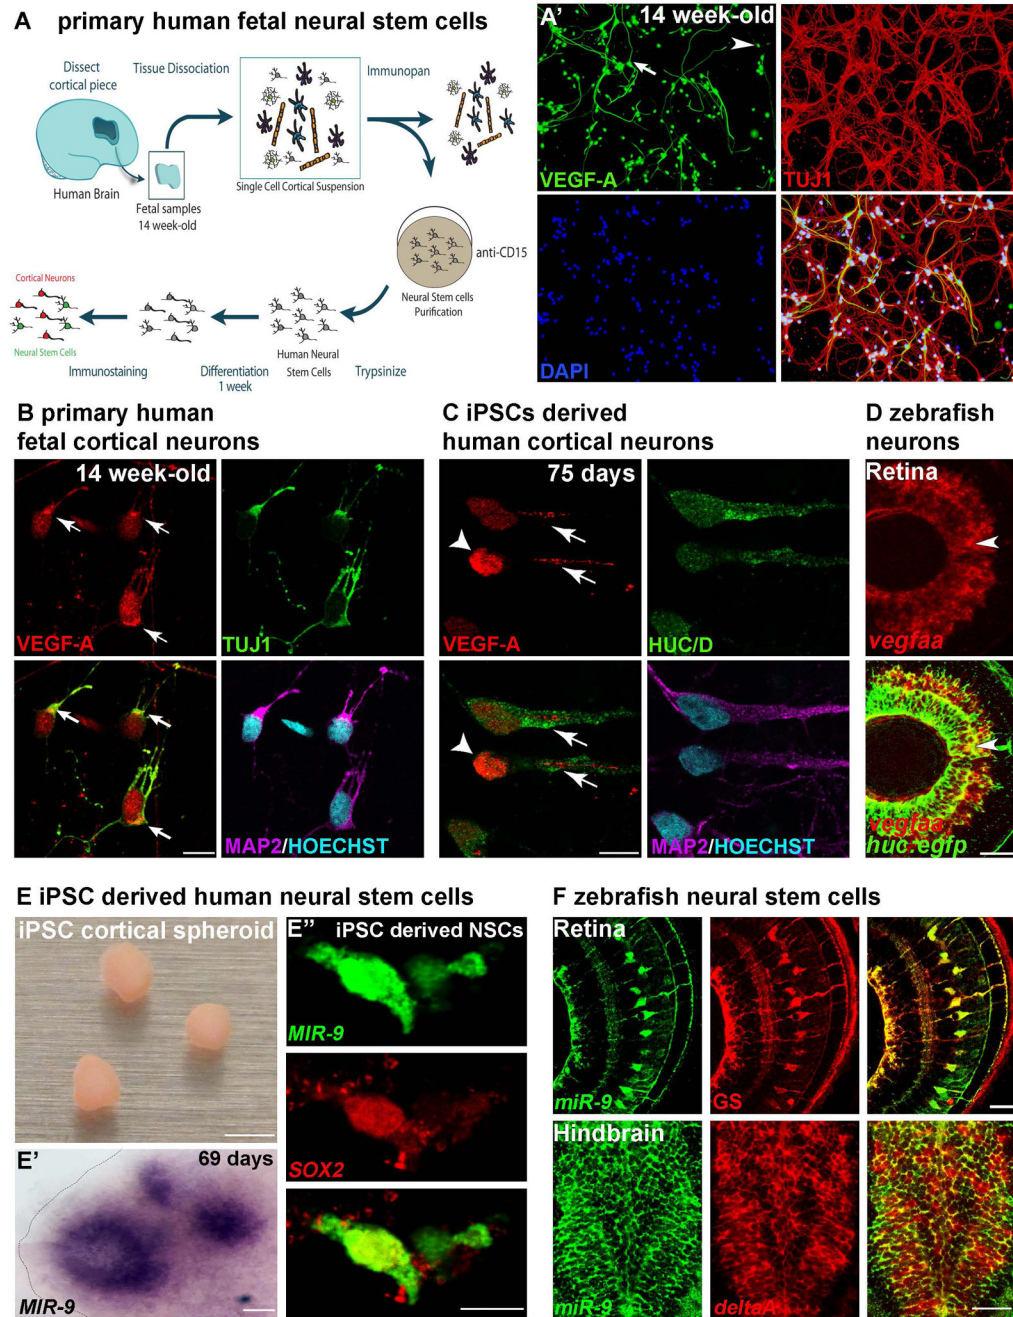 A primary human fetal neural stem cells
Dissect
cortical piece
Tissue Dissociation
Immunopan
Human Brain
Fetal samples
14 week-old
Single Cell Cortical Suspension
anti-CD15
Neural Stem cells
Purification
Cortical Neurons
Neural Stem Cells
Immunostaining
Differentiation
1 week
Human Neural
Stem Cells
Trypsinize
A' 14 week-old
VEGF-A
TUJ1
DAPI
B primary human
fetal cortical neurons
14 week-old
VEGF-A
TUJ1
MAP2/HOECHST
C iPSCs derived
human cortical neurons
75 days
VEGF-A
HUC/D
MAP2/HOECHST
D zebrafish
neurons
Retina
vegfaa
vegfaa
huc:egfp
E iPSC derived human neural stem cells
iPSC cortical spheroid
E' 69 days
MIR-9
E" iPSC derived NSCs
MIR-9
SOX2
F zebrafish neural stem cells
Retina
miR-9
GS
Hindbrain
miR-9
deltaA